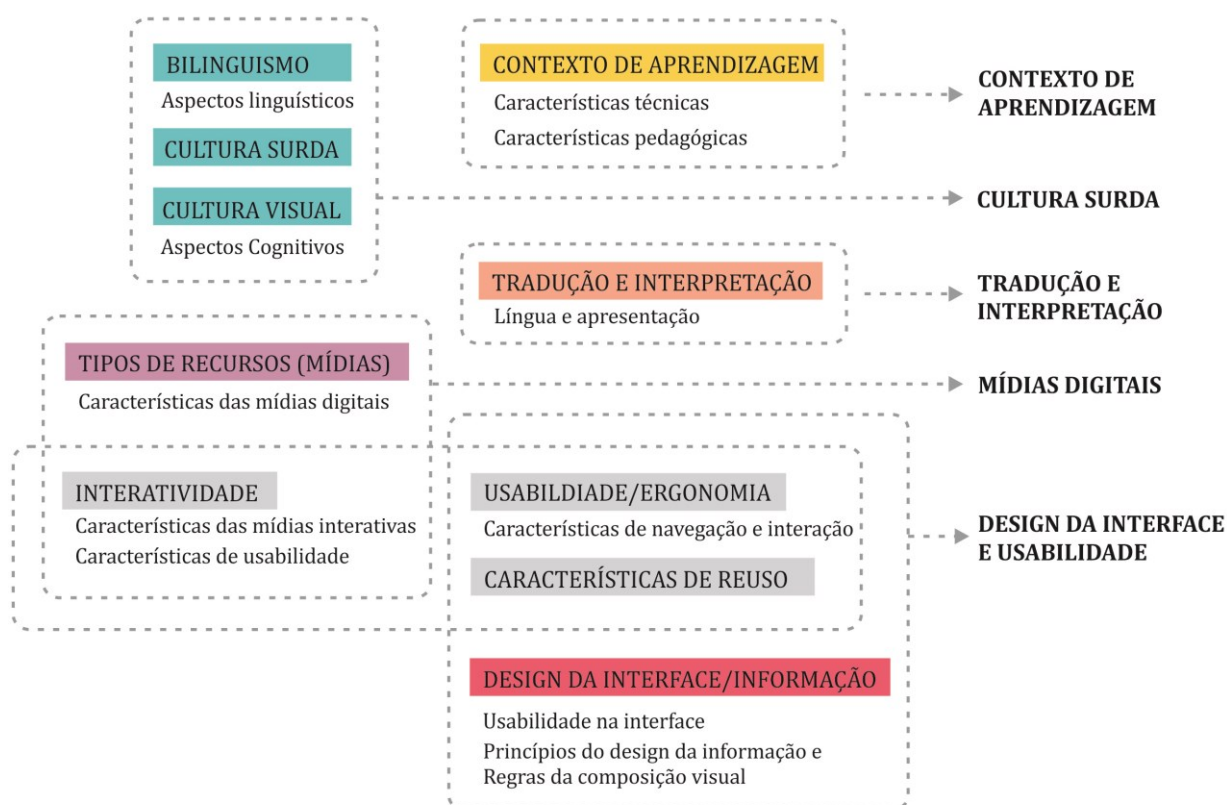 BILINGUISMO
Aspectos linguísticos
CULTURA SURDA
CULTURA VISUAL
Aspectos Cognitivos
CONTEXTO DE APRENDIZAGEM
Características técnicas
Características pedagógicas
CONTEXTO DE
APRENDIZAGEM
CULTURA SURDA
TRADUÇÃO E INTERPRETAÇÃO
Língua e apresentação
TRADUÇÃO E
INTERPRETAÇÃO
TIPOS DE RECURSOS (MÍDIAS)
Características das mídias digitais
MÍDIAS DIGITAIS
INTERATIVIDADE
Características das mídias interativas
Características de usabilidade
USABILDIADE/ERGONOMIA
Características de navegação e interação
CARACTERÍSTICAS DE REUSO
DESIGN DA INTERFACE
E USABILIDADE
DESIGN DA INTERFACE/INFORMAÇÃO
Usabilidade na interface
Princípios do design da informação e
Regras da composição visual